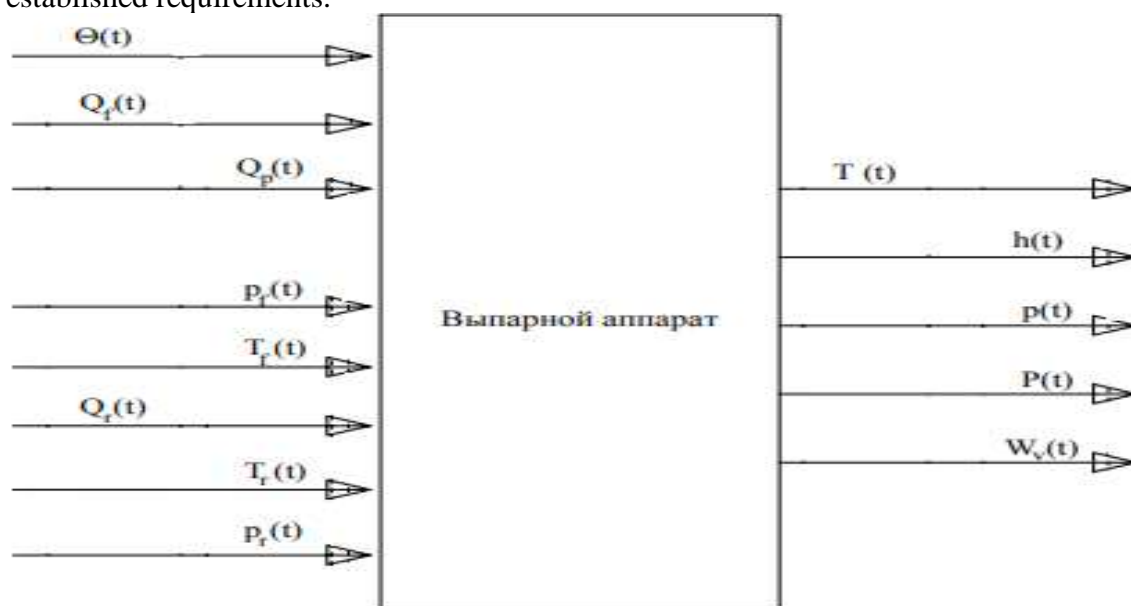 established requirements.
Θ(t)
Q_f(t)
Q_p(t)
p_f(t)
T_f(t)
Q_r(t)
T_r(t)
p_r(t)
Выпарной аппарат
T (t)
h(t)
p(t)
P(t)
W_v(t)